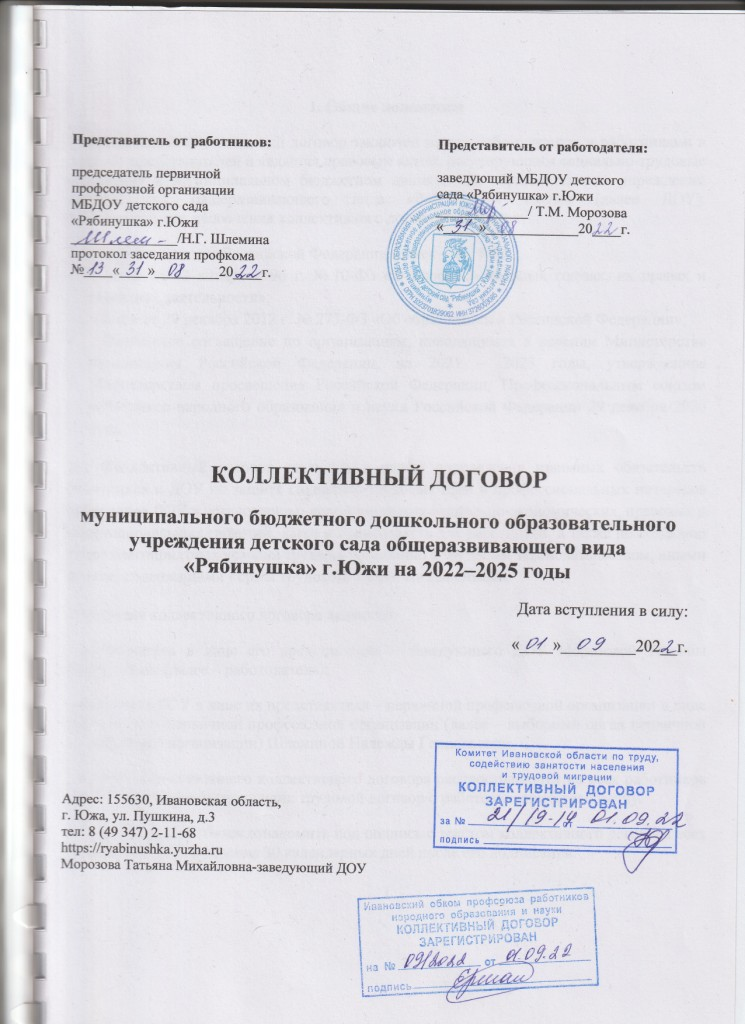 Представитель от работников:
председатель первичной
профсоюзной организации
МБДОУ детского сада
«Рябинушка» г.Южи
/Н.Г. Шлемина
протокол заседания профкома
№ 13 « 31 » 08 2022г.
Представитель от работодателя:
заведующий МБДОУ детского
сада «Рябинушка» г.Южи
/ Т.М. Морозова
« 31 » 08 2022г.
КОЛЛЕКТИВНЫЙ ДОГОВОР
муниципального бюджетного дошкольного образовательного
учреждения детского сада общеразвивающего вида
«Рябинушка» г.Южи на 2022–2025 годы
Дата вступления в силу:
« 01 » 09 2022г.
Комитет Ивановской области по труду,
содействию занятости населения
и трудовой миграции
КОЛЛЕКТИВНЫЙ ДОГОВОР
ЗАРЕГИСТРИРОВАН
за № 21/19-14 01.09.22
подпись
Адрес: 155630, Ивановская область,
г. Южа, ул. Пушкина, д.3
тел: 8 (49 347) 2-11-68
https://ryabinushka.yuzha.ru
Морозова Татьяна Михайловна-заведующий ДОУ
Ивановский обком профсоюза работников
народного образования и науки
КОЛЛЕКТИВНЫЙ ДОГОВОР
ЗАРЕГИСТРИРОВАН
на № 09/2022 от 01.09.22
подпись